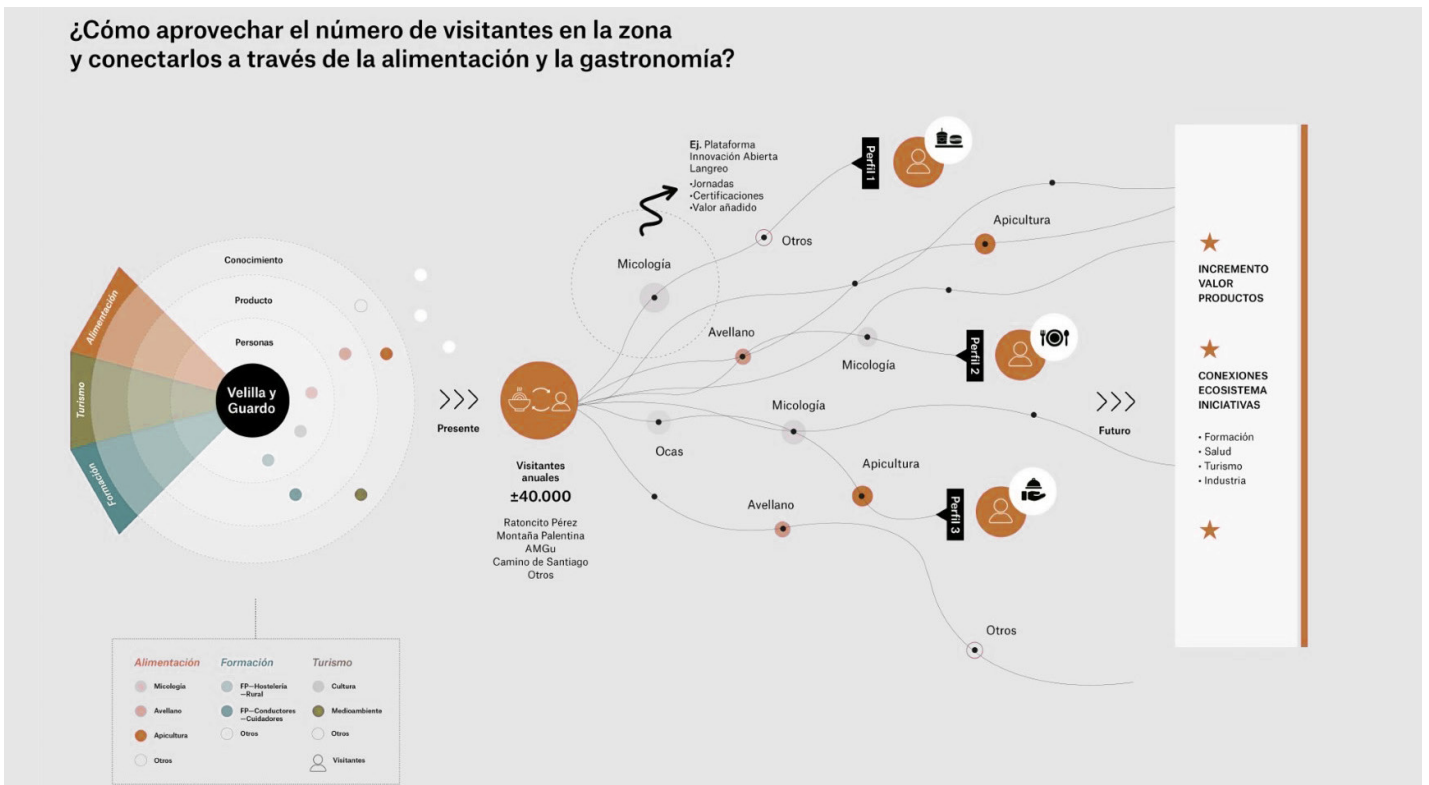 ¿Cómo aprovechar el número de visitantes en la zona
y conectarlos a través de la alimentación y la gastronomía?
Conocimiento
Producto
Personas
Alimentación
Turismo
Formación
Velilla y
Guardo
Presente
Visitantes
anuales
±40.000
Ratoncito Pérez
Montaña Palentina
AMGu
Camino de Santiago
Otros
Ej. Plataforma
Innovación Abierta
Langreo
•Jornadas
•Certificaciones
•Valor añadido
Micología
Otros
Perfil 1
Apicultura
Avellano
Micología
Perfil 2
Ocas
Micología
Apicultura
Perfil 3
Avellano
Otros
Futuro
INCREMENTO
VALOR
PRODUCTOS
CONEXIONES
ECOSISTEMA
INICIATIVAS
• Formación
• Salud
• Turismo
• Industria
Alimentación
Micología
Avellano
Apicultura
Otros
Formación
FP—Hostelería
—Rural
FP—Conductores
—Cuidadores
Otros
Turismo
Cultura
Medioambiente
Otros
Visitantes